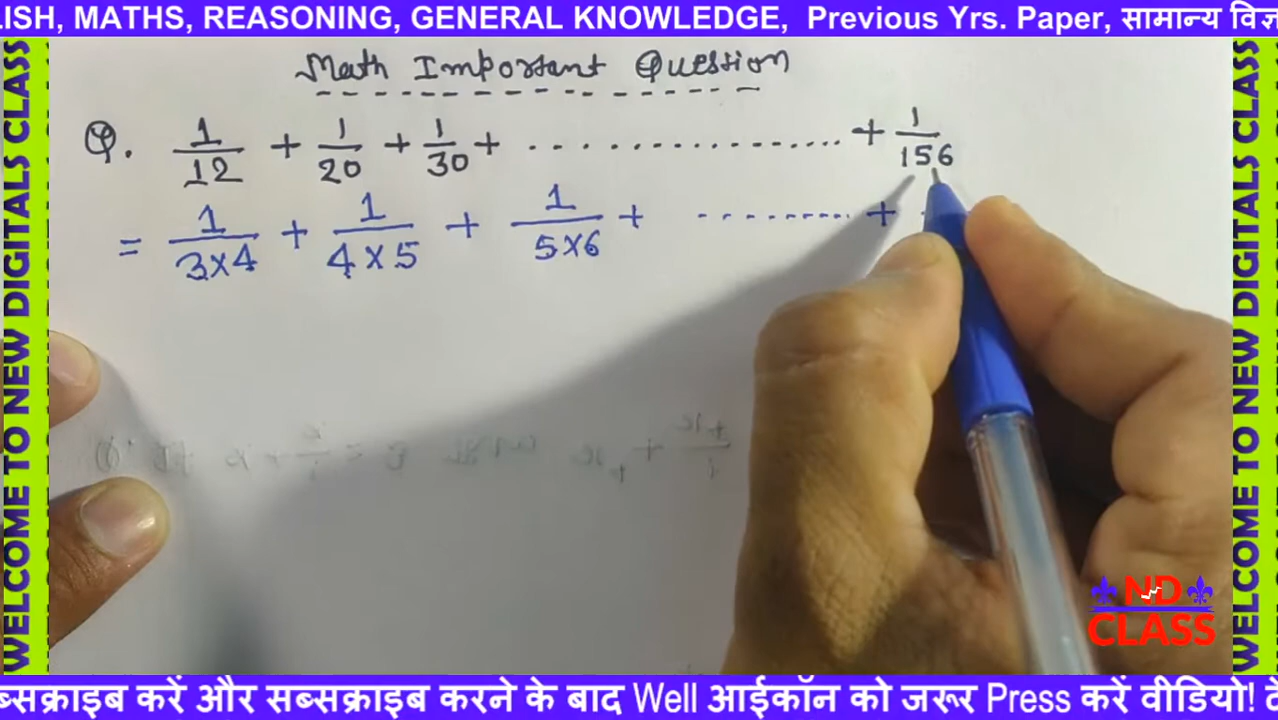 LISH, MATHS, REASONING, GENERAL KNOWLEDGE, Previous Yrs. Paper, सामान्य विज्ञ
WELCOME TO NEW DIGITALS CLASS
Math Important Question
Q. 1/12 + 1/20 + 1/30 + ................ + 1/156
= 1/3×4 + 1/4×5 + 1/5×6 + --------- +
ND
CLASS
WELCOME TO NEW DIGITALS CLASS
ब्सक्राइब करें और सब्सक्राइब करने के बाद Well आईकॉन को जरूर Press करें वीडियो!